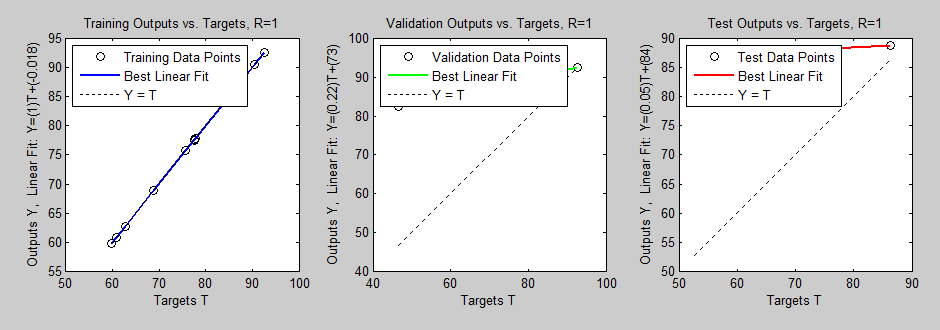 Training Outputs vs. Targets, R=1
Outputs Y, Linear Fit: Y=(1)T+(-0.018)
95
90
85
80
75
70
65
60
55
Training Data Points
Best Linear Fit
Y = T
50 60 70 80 90 100
Targets T
Validation Outputs vs. Targets, R=1
Outputs Y, Linear Fit: Y=(0.22)T+(73)
100
90
80
70
60
50
40
Validation Data Points
Best Linear Fit
Y = T
40 60 80 100
Targets T
Test Outputs vs. Targets, R=1
Outputs Y, Linear Fit: Y=(0.05)T+(84)
90
85
80
75
70
65
60
55
50
Test Data Points
Best Linear Fit
Y = T
50 60 70 80 90
Targets T